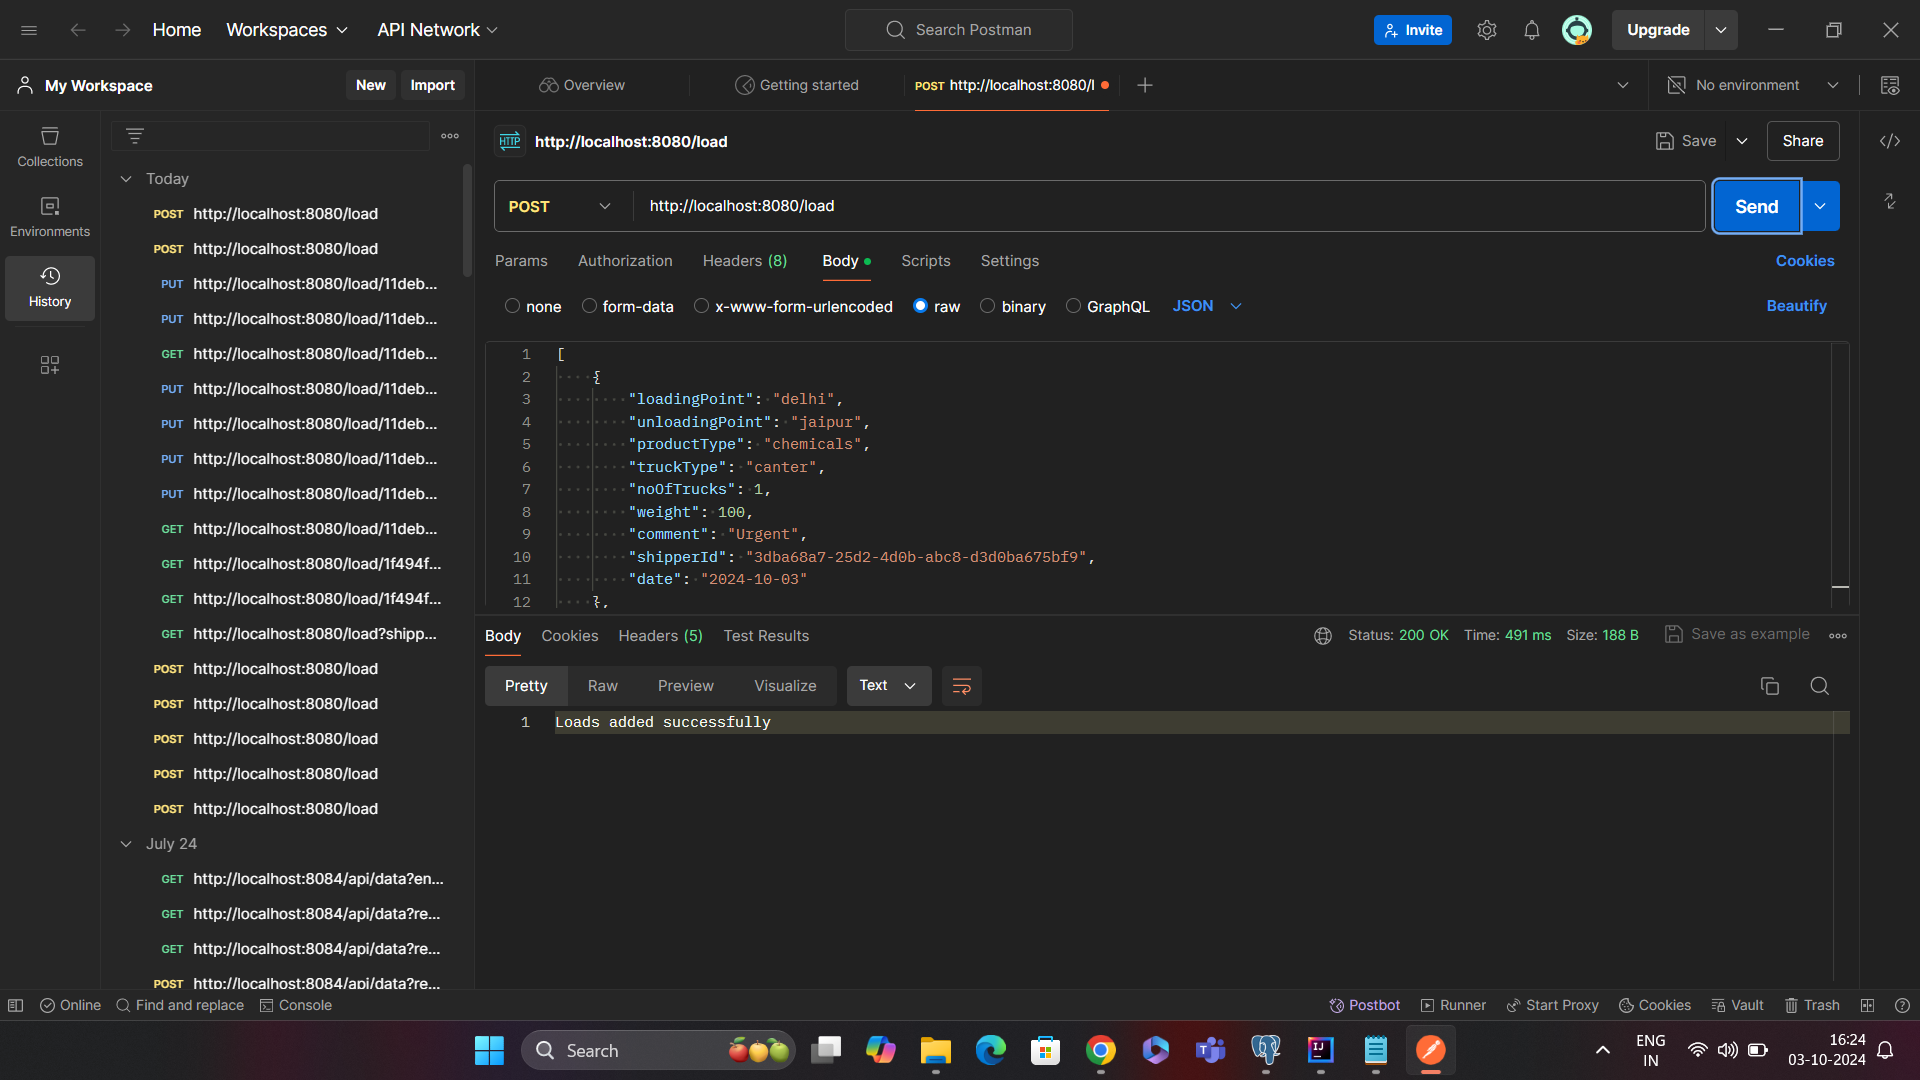 Home
Workspaces
API Network
Search Postman
Invite
Upgrade
My Workspace
New
Import
Overview
Getting started
POST http://localhost:8080/l
No environment
Collections
Environments
History
Today
POST http://localhost:8080/load
POST http://localhost:8080/load
PUT http://localhost:8080/load/11deb...
PUT http://localhost:8080/load/11deb...
GET http://localhost:8080/load/11deb...
PUT http://localhost:8080/load/11deb...
PUT http://localhost:8080/load/11deb...
PUT http://localhost:8080/load/11deb...
PUT http://localhost:8080/load/11deb...
GET http://localhost:8080/load/11deb...
GET http://localhost:8080/load/1f494f...
GET http://localhost:8080/load/1f494f...
GET http://localhost:8080/load?shipp...
POST http://localhost:8080/load
POST http://localhost:8080/load
POST http://localhost:8080/load
POST http://localhost:8080/load
POST http://localhost:8080/load
July 24
GET http://localhost:8084/api/data?en...
GET http://localhost:8084/api/data?re...
GET http://localhost:8084/api/data?re...
POST http://localhost:8084/api/data?re...
HTTP http://localhost:8080/load
Save
Share
POST
http://localhost:8080/load
Send
Params
Authorization
Headers (8)
Body
Scripts
Settings
Cookies
none
form-data
x-www-form-urlencoded
raw
binary
GraphQL
JSON
Beautify
1 [
2 {
3 "loadingPoint": "delhi",
4 "unloadingPoint": "jaipur",
5 "productType": "chemicals",
6 "truckType": "canter",
7 "noOfTrucks": 1,
8 "weight": 100,
9 "comment": "Urgent",
10 "shipperId": "3dba68a7-25d2-4d0b-abc8-d3d0ba675bf9",
11 "date": "2024-10-03"
12 },
Body
Cookies
Headers (5)
Test Results
Status: 200 OK
Time: 491 ms
Size: 188 B
Save as example
Pretty
Raw
Preview
Visualize
Text
1 Loads added successfully
Online
Find and replace
Console
Postbot
Runner
Start Proxy
Cookies
Vault
Trash
Search
ENG
IN
16:24
03-10-2024